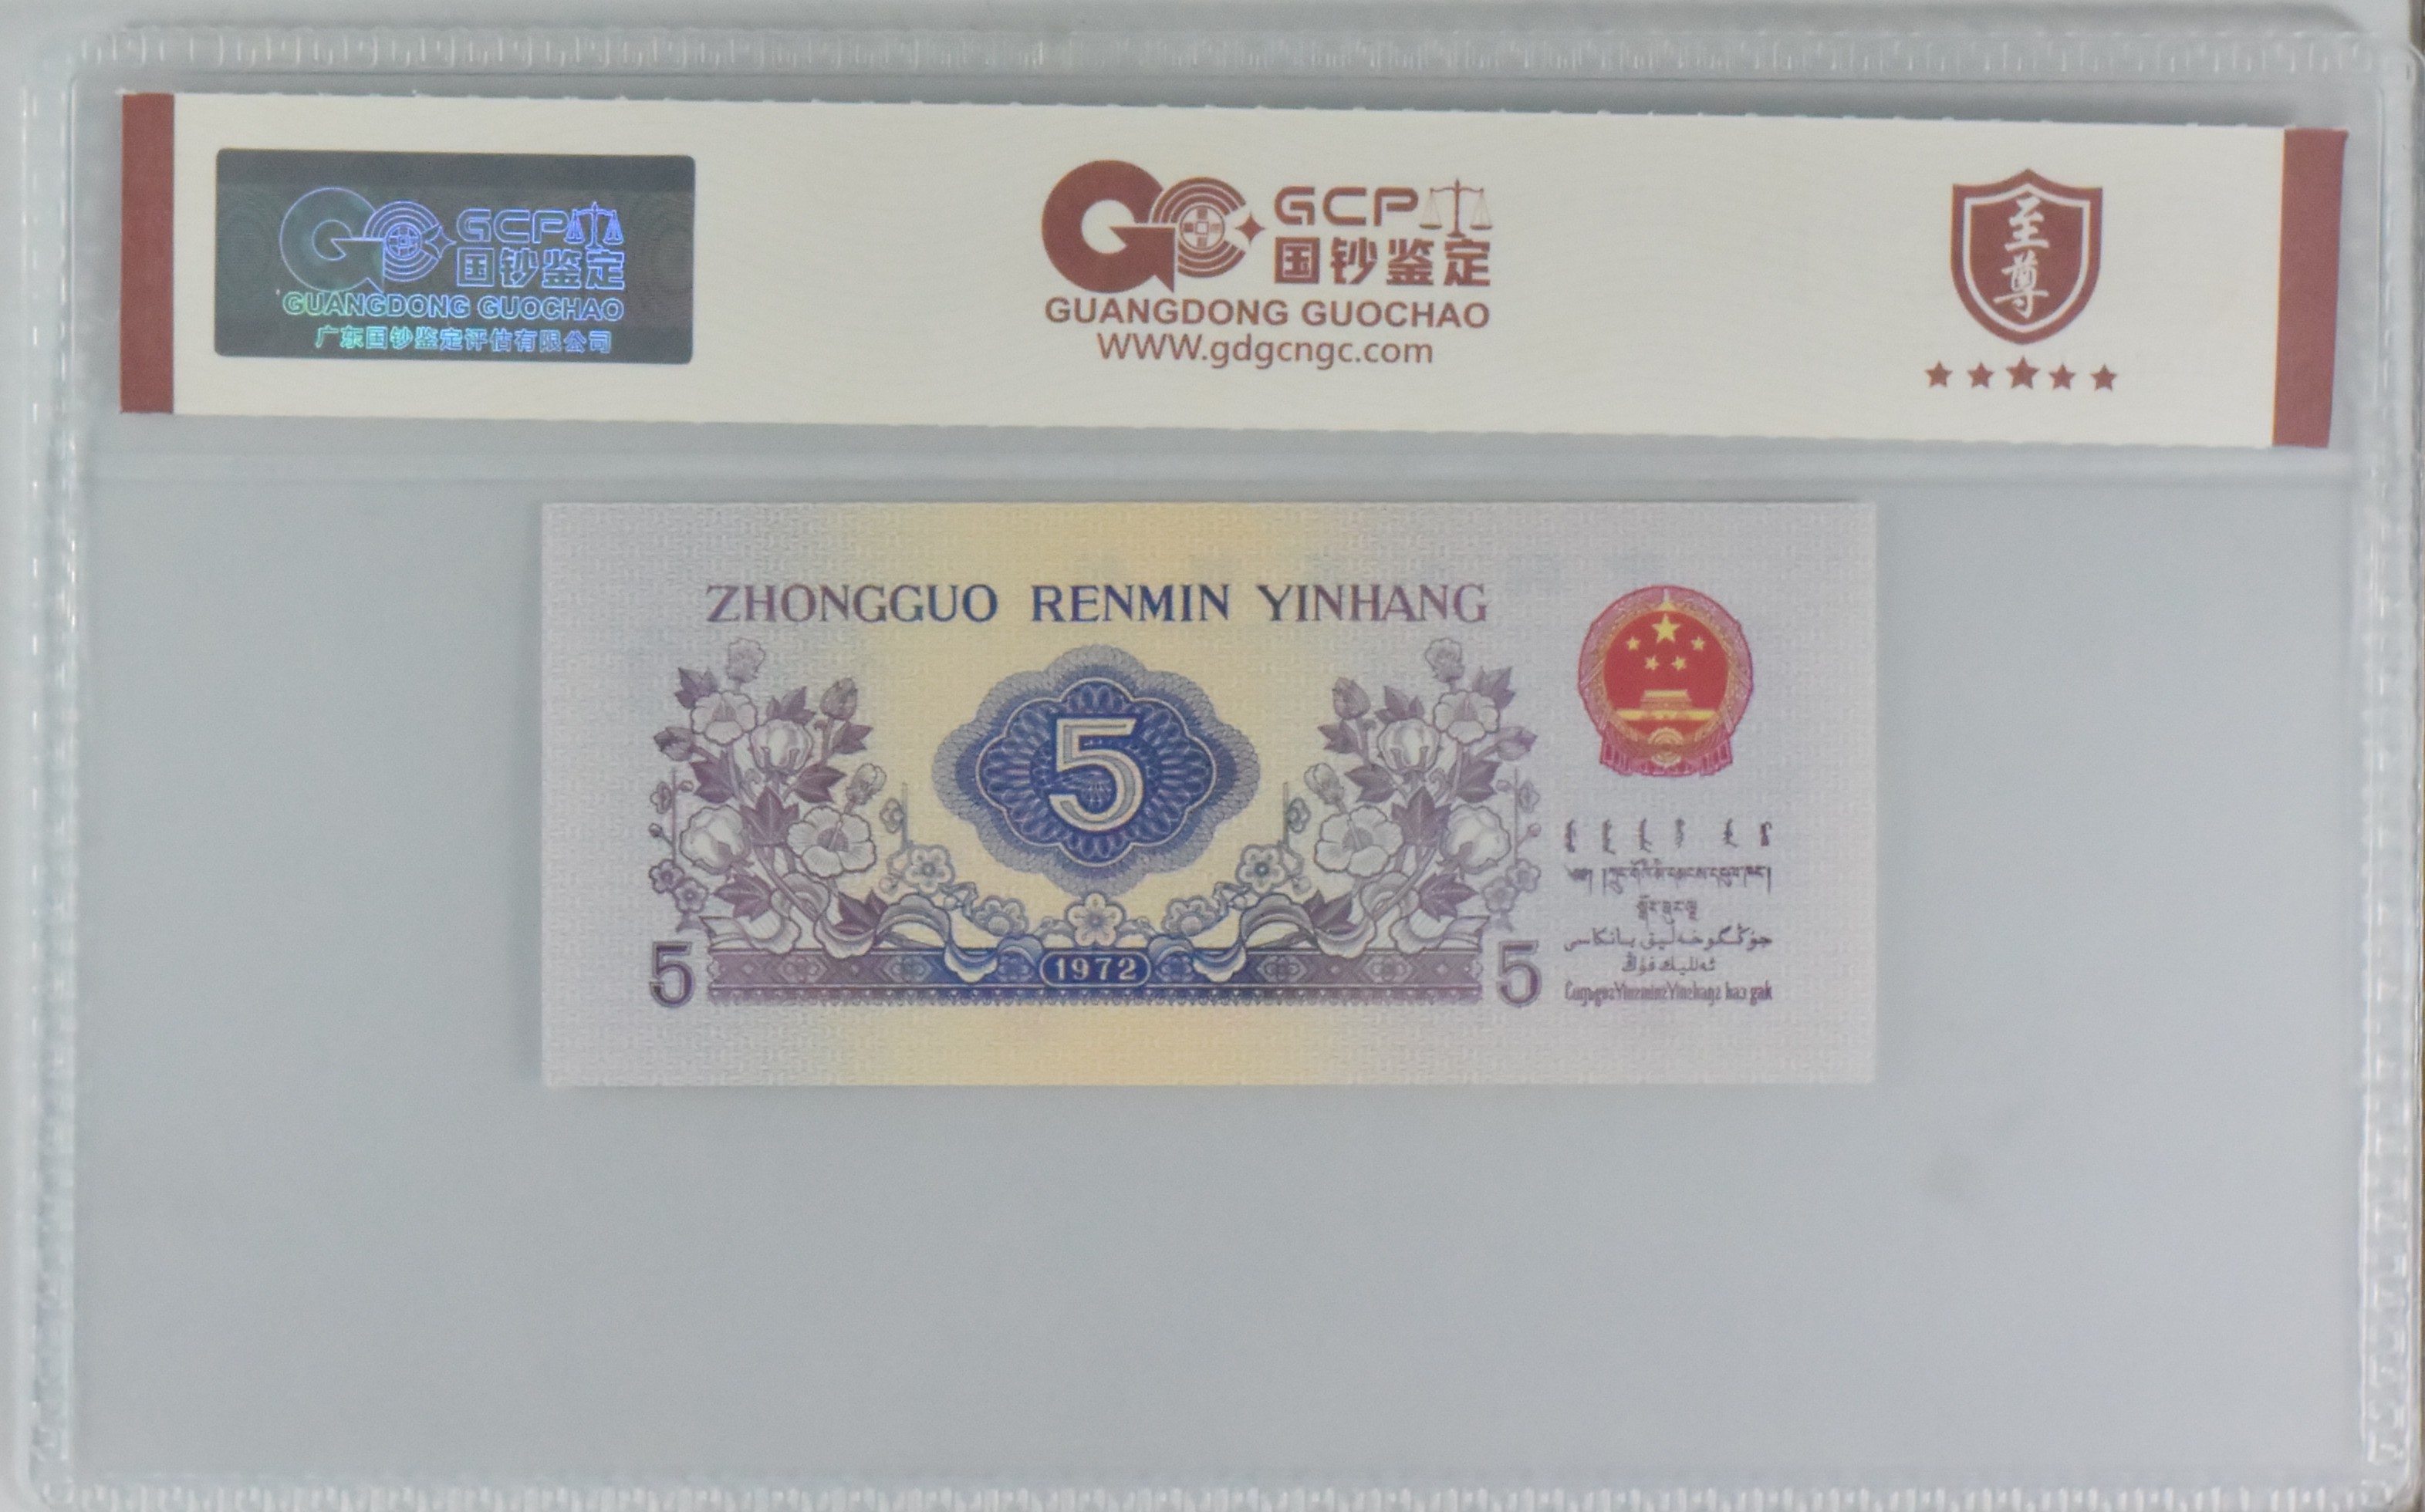 GCP
国钞鉴定
GUANGDONG GUOCHAO
广东国钞鉴定评估有限公司
GCP
国钞鉴定
GUANGDONG GUOCHAO
WWW.gdgcngc.com
至
尊
ZHONGGUO RENMIN YINHANG
5
5
1972
5
جۇڭگوخەلىق بانكاسى